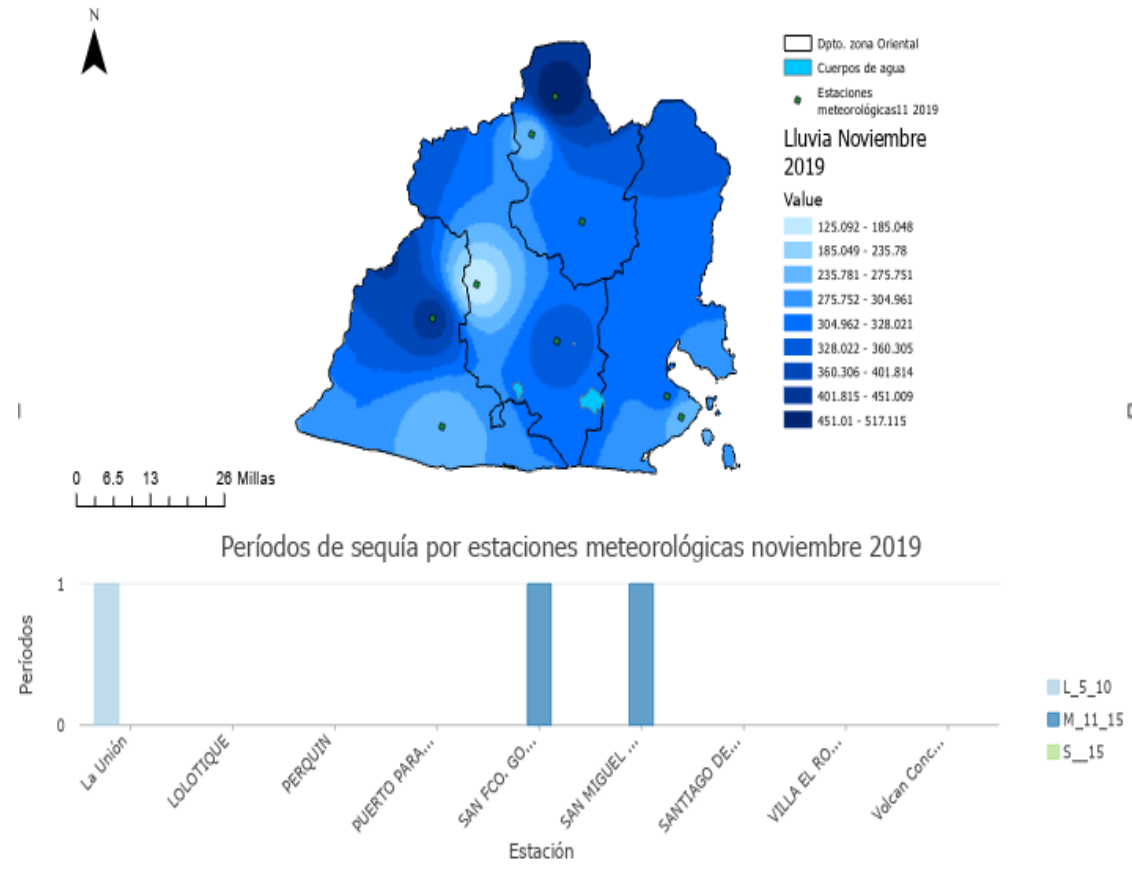 N
Dpto. zona Oriental
Cuerpos de agua
Estaciones
meteorológicas11 2019
Lluvia Noviembre
2019
Value
125.092 - 185.048
185.049 - 235.78
235.781 - 275.751
275.752 - 304.961
304.962 - 328.021
328.022 - 360.305
360.306 - 401.814
401.815 - 451.009
451.01 - 517.115
0 6.5 13 26 Millas
Períodos de sequía por estaciones meteorológicas noviembre 2019
1
Períodos
0
L_5_10
M_11_15
S__15
La Unión
LOLOTIQUE
PERQUIN
PUERTO PARA...
SAN FCO. GO...
SAN MIGUEL ...
SANTIAGO DE...
VILLA EL RO...
Volcan Conc...
Estación